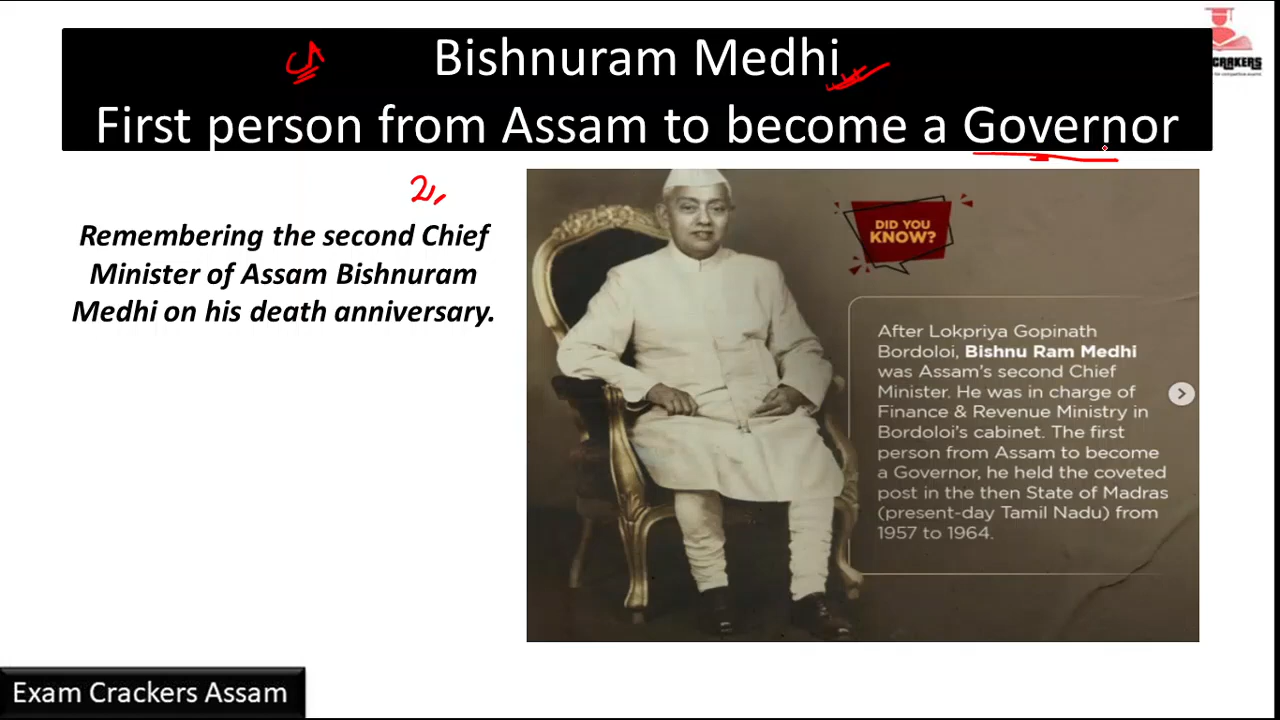 Bishnuram Medhi
First person from Assam to become a Governor
CRAKERS
2
Remembering the second Chief
Minister of Assam Bishnuram
Medhi on his death anniversary.
DID YOU
KNOW?
After Lokpriya Gopinath
Bordoloi, Bishnu Ram Medhi
was Assam's second Chief
Minister. He was in charge of
Finance & Revenue Ministry in
Bordoloi's cabinet. The first
person from Assam to become
a Governor, he held the coveted
post in the then State of Madras
(present-day Tamil Nadu) from
1957 to 1964.
Exam Crackers Assam